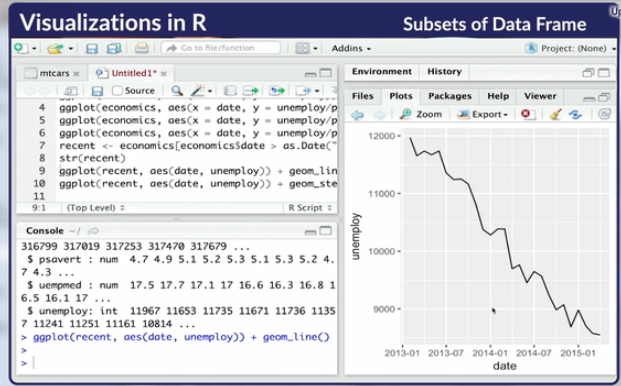 Visualizations in R
Subsets of Data Frame
Go to file/function
Addins
Project: (None)
mtcars
Untitled1*
Source
4 ggplot(economics, aes(x = date, y = unemploy/p
5 ggplot(economics, aes(x = date, y = unemploy/p
6 ggplot(economics, aes(x = date, y = unemploy/p
7 recent <- economics[economics$date > as.Date("
8 str(recent)
9 ggplot(recent, aes(date, unemploy)) + geom_lin
10 ggplot(recent, aes(date, unemploy)) + geom_ste
11
9:1 (Top Level) R Script
Console ~/
316799 317019 317253 317470 317679 ...
$ psavert : num 4.7 4.9 5.1 5.2 5.3 5.1 5.3 5.2 4.
7 4.3 ...
$ uempmed : num 17.5 17.7 17.1 17 16.6 16.3 16.8 1
6.5 16.1 17 ...
$ unemploy: int 11967 11653 11735 11671 11736 1135
7 11241 11251 11161 10814 ...
> ggplot(recent, aes(date, unemploy)) + geom_line()
>
>
Environment History
Files Plots Packages Help Viewer
Zoom Export
12000
11000
10000
9000
unemploy
2013-01 2013-07 2014-01 2014-07 2015-01
date